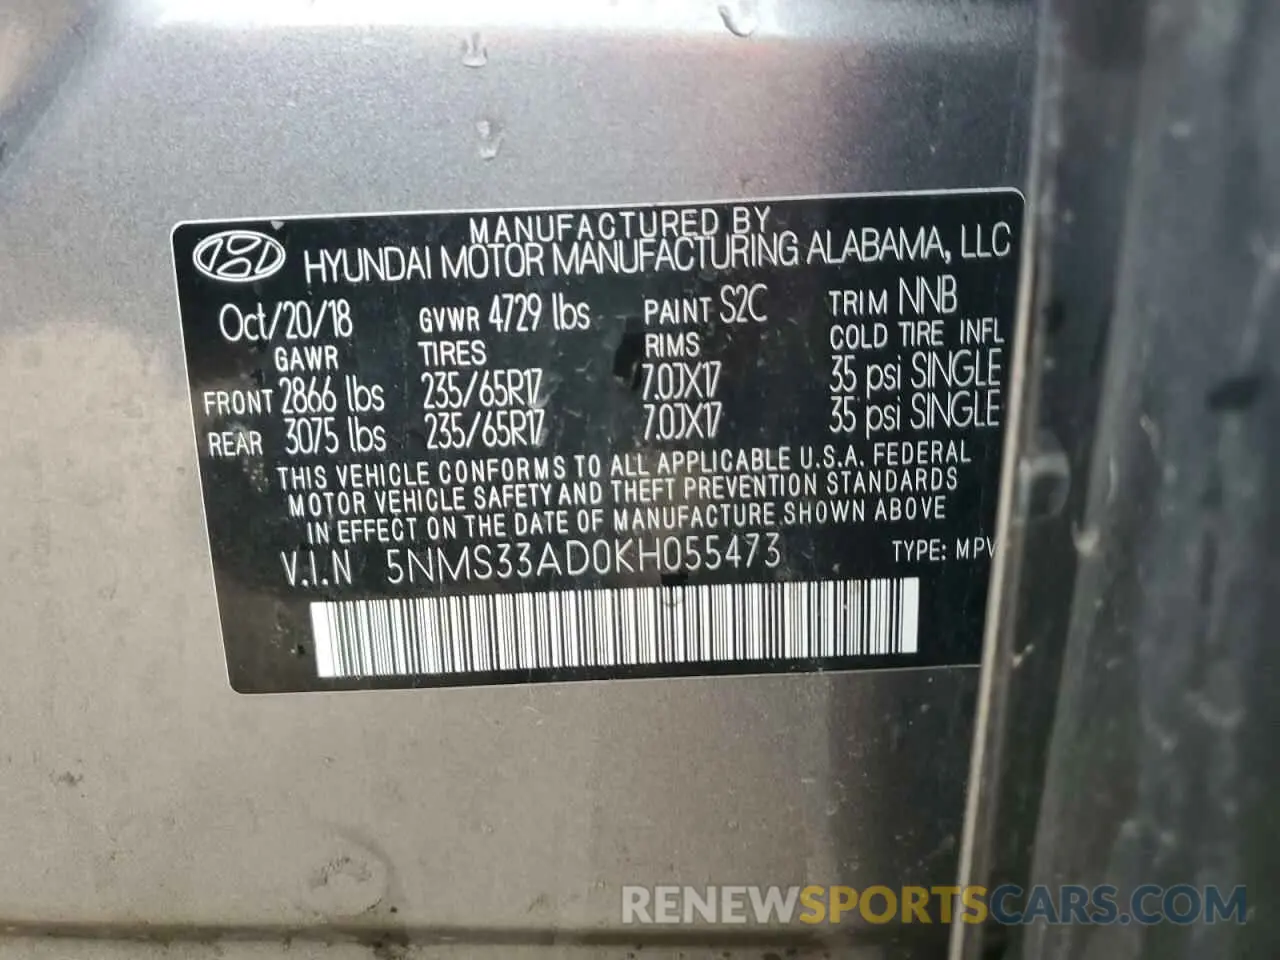 MANUFACTURED BY
HYUNDAI MOTOR MANUFACTURING ALABAMA, LLC
Oct/20/18 GVWR 4729 lbs PAINT S2C TRIM NNB
GAWR TIRES RIMS COLD TIRE INFL
FRONT 2866 lbs 235/65R17 7.0JX17 35 psi SINGLE
REAR 3075 lbs 235/65R17 7.0JX17 35 psi SINGLE
THIS VEHICLE CONFORMS TO ALL APPLICABLE U.S.A. FEDERAL
MOTOR VEHICLE SAFETY AND THEFT PREVENTION STANDARDS
IN EFFECT ON THE DATE OF MANUFACTURE SHOWN ABOVE
V.I.N 5NMS33AD0KH055473 TYPE: MPV
RENEWSPORTSCARS.COM